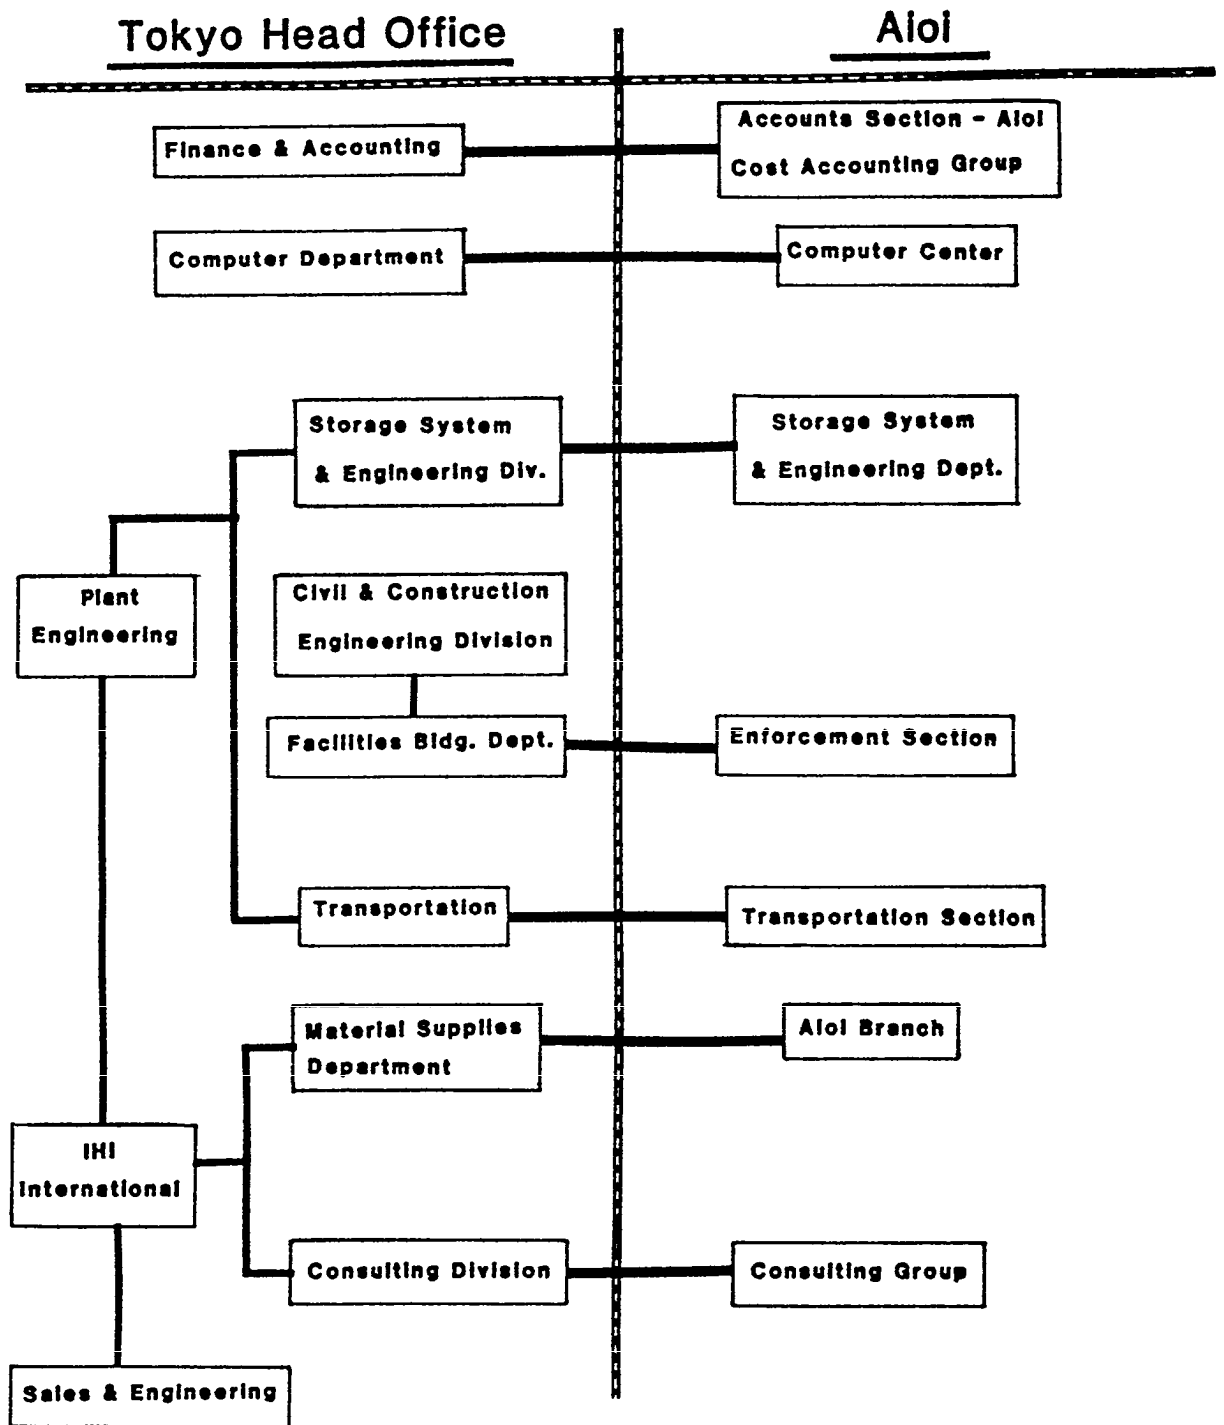 Tokyo Head Office
Aioi
Finance & Accounting
Accounts Section - Aioi
Cost Accounting Group
Computer Department
Computer Center
Storage System
& Engineering Div.
Storage System
& Engineering Dept.
Plant
Engineering
Civil & Construction
Engineering Division
Facilities Bldg. Dept.
Enforcement Section
Transportation
Transportation Section
Material Supplies
Department
Aioi Branch
IHI
International
Consulting Division
Consulting Group
Sales & Engineering